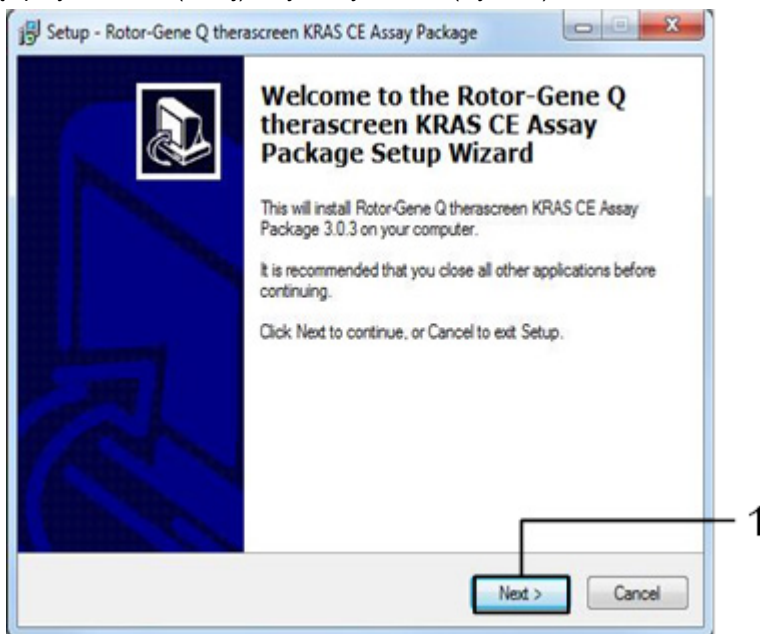 Setup - Rotor-Gene Q therascreen KRAS CE Assay Package
Welcome to the Rotor-Gene Q
therascreen KRAS CE Assay
Package Setup Wizard
This will install Rotor-Gene Q therascreen KRAS CE Assay
Package 3.0.3 on your computer.
It is recommended that you close all other applications before
continuing.
Click Next to continue, or Cancel to exit Setup.
1
Next >
Cancel